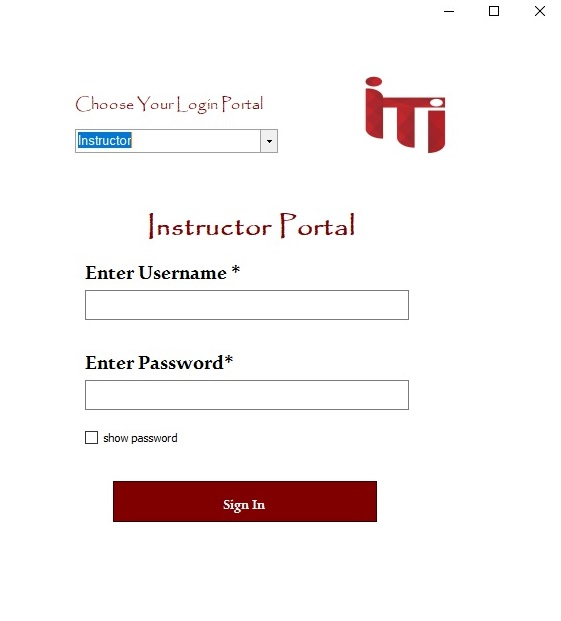 Choose Your Login Portal
iTi
Instructor
Instructor Portal
Enter Username *
Enter Password*
show password
Sign In